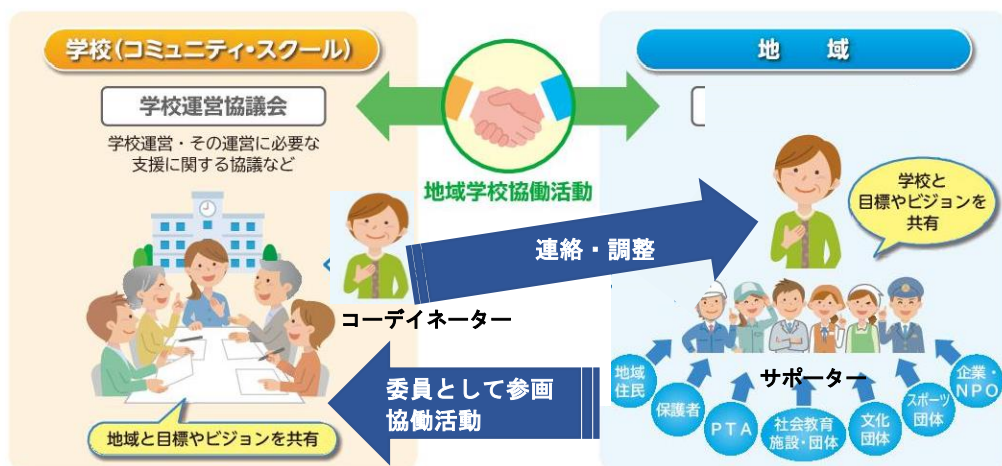 学校(コミュニティ・スクール)
学校運営協議会
学校運営・その運営に必要な
支援に関する協議など
地域と目標やビジョンを共有
地域学校協働活動
コーデイネーター
連絡・調整
委員として参画
協働活動
地　域
学校と
目標やビジョンを
共有
サポーター
地域
住民
保護者
PTA
社会教育
施設・団体
文化
団体
スポーツ
団体
企業・
NPO